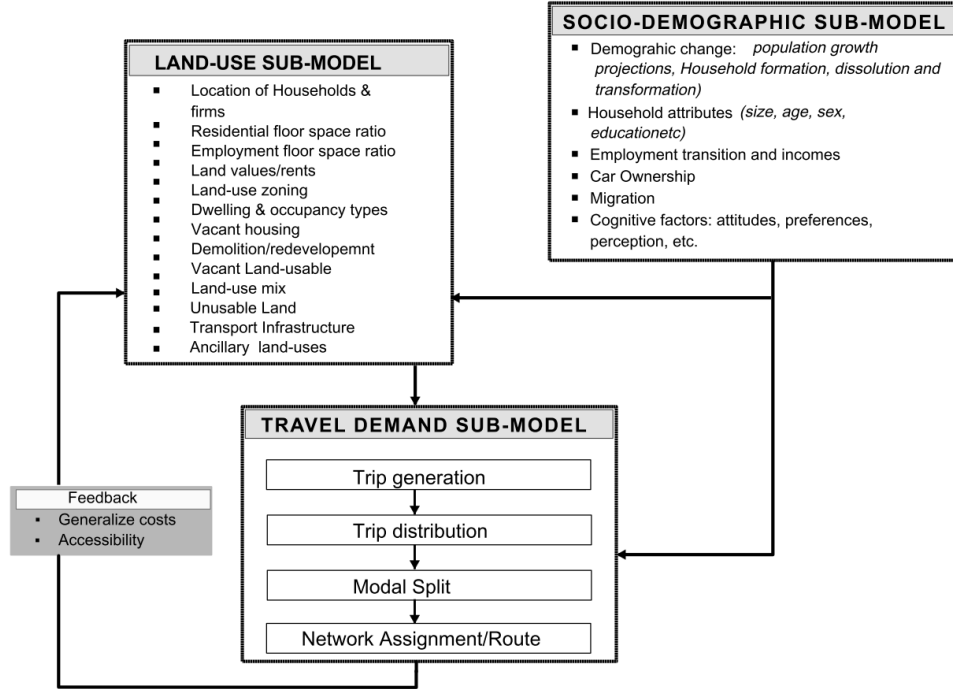 LAND-USE SUB-MODEL
▪ Location of Households &
firms
▪ Residential floor space ratio
▪ Employment floor space ratio
▪ Land values/rents
▪ Land-use zoning
▪ Dwelling & occupancy types
▪ Vacant housing
▪ Demolition/redevelopemnt
▪ Vacant Land-usable
▪ Land-use mix
▪ Unusable Land
▪ Transport Infrastructure
▪ Ancillary land-uses
SOCIO-DEMOGRAPHIC SUB-MODEL
▪ Demograhic change: population growth
projections, Household formation, dissolution and
transformation)
▪ Household attributes (size, age, sex,
educationetc)
▪ Employment transition and incomes
▪ Car Ownership
▪ Migration
▪ Cognitive factors: attitudes, preferences,
perception, etc.
TRAVEL DEMAND SUB-MODEL
Trip generation
Trip distribution
Modal Split
Network Assignment/Route
Feedback
▪ Generalize costs
▪ Accessibility